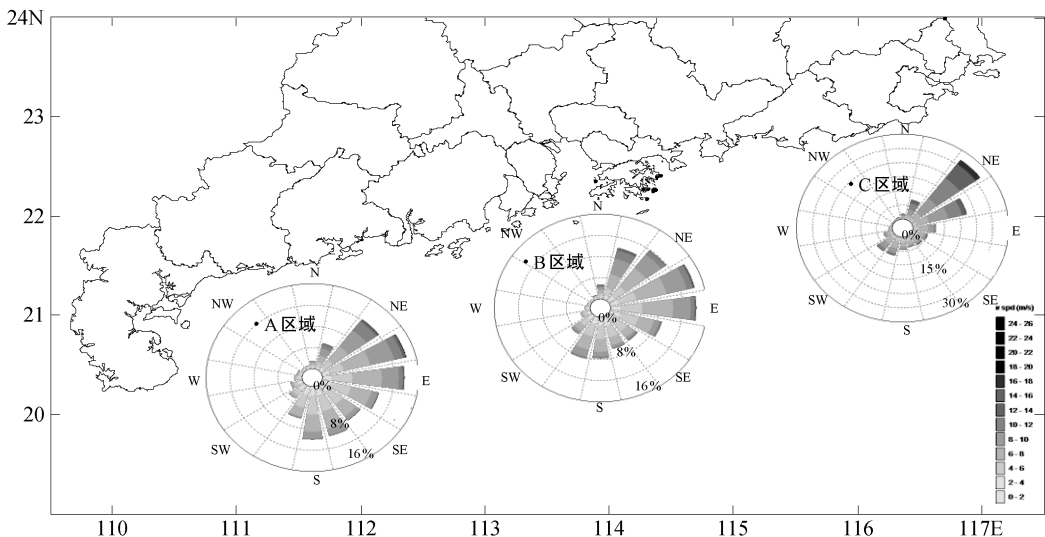 24N
23
22
21
20
110
111
112
113
114
115
116
117E
N
NW
NE
W
E
SW
SE
S
A区域
0%
8%
16%
N
NW
NE
W
E
SW
SE
S
B区域
0%
8%
16%
N
NW
NE
W
E
SW
SE
S
C区域
0%
15%
30%
spd (m/s)
24 - 26
22 - 24
20 - 22
18 - 20
16 - 18
14 - 16
12 - 14
10 - 12
8 - 10
6 - 8
4 - 6
2 - 4
0 - 2